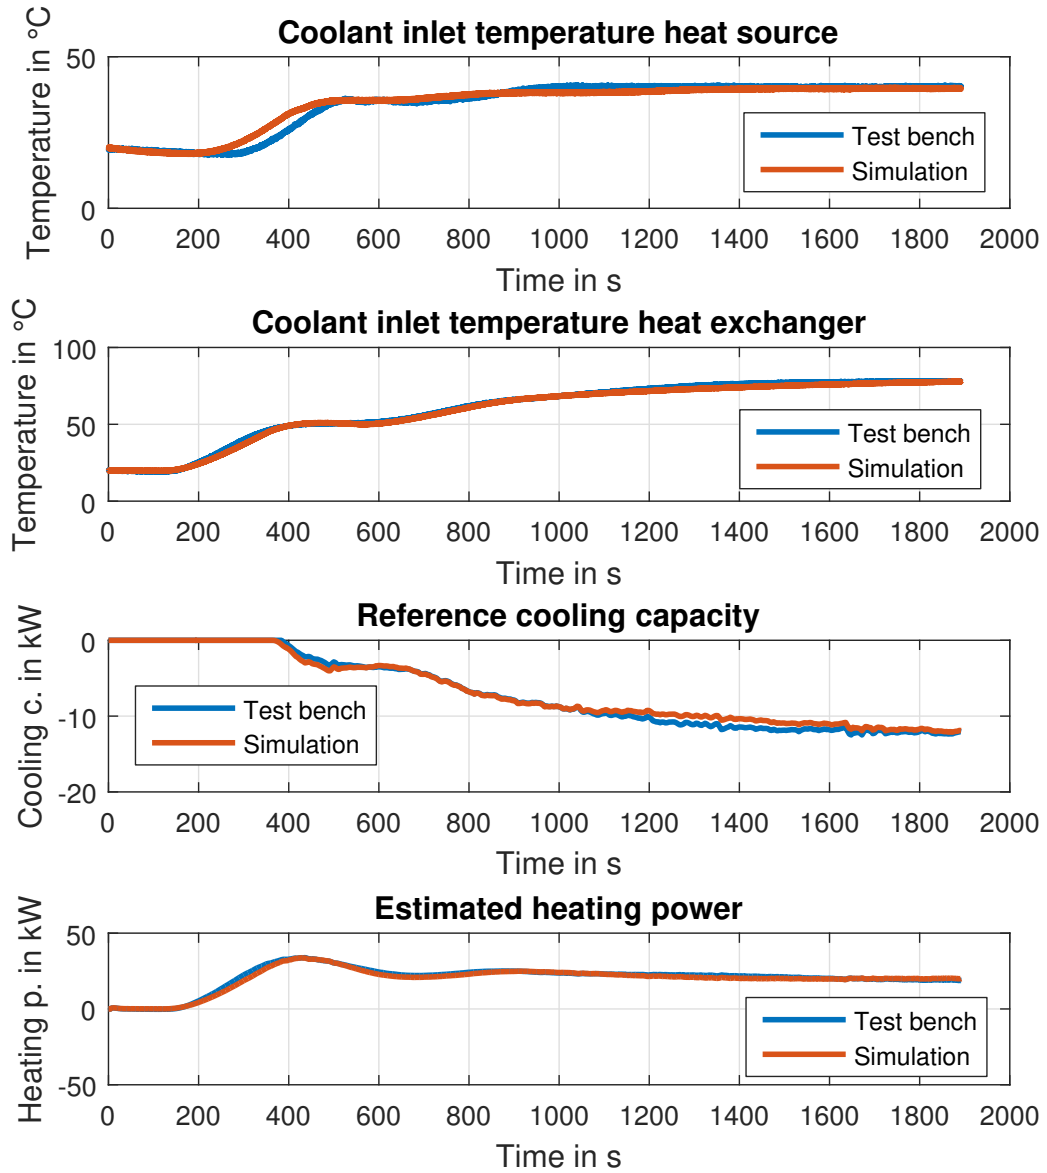 Coolant inlet temperature heat source
Temperature in °C
50
0
Test bench
Simulation
0 200 400 600 800 1000 1200 1400 1600 1800 2000
Time in s
Coolant inlet temperature heat exchanger
Temperature in °C
100
50
0
Test bench
Simulation
0 200 400 600 800 1000 1200 1400 1600 1800 2000
Time in s
Reference cooling capacity
Cooling c. in kW
0
-10
-20
Test bench
Simulation
0 200 400 600 800 1000 1200 1400 1600 1800 2000
Time in s
Estimated heating power
Heating p. in kW
50
0
-50
Test bench
Simulation
0 200 400 600 800 1000 1200 1400 1600 1800 2000
Time in s